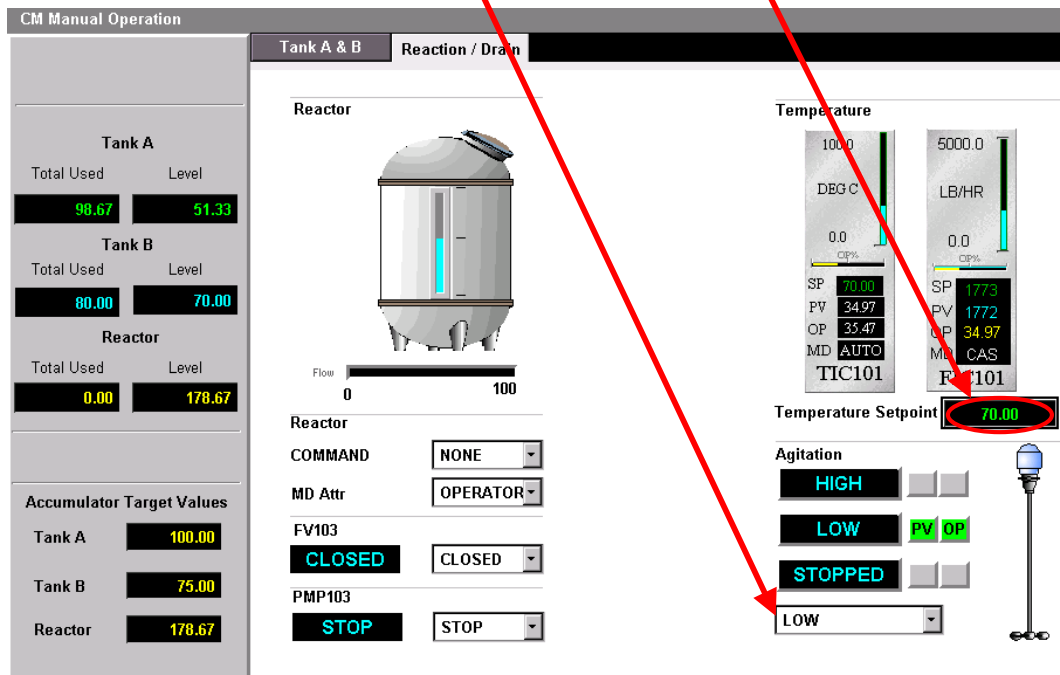 CM Manual Operation
Tank A & B
Reaction / Drain
Tank A
Total Used Level
98.67 51.33
Tank B
Total Used Level
80.00 70.00
Reactor
Total Used Level
0.00 178.67
Accumulator Target Values
Tank A 100.00
Tank B 75.00
Reactor 178.67
Reactor
Flow
0 100
Reactor
COMMAND NONE
MD Attr OPERATOR
FV103
CLOSED CLOSED
PMP103
STOP STOP
Temperature
100.0
DEG C
0.0
OP%
SP 70.00
PV 34.97
OP 35.47
MD AUTO
TIC101
5000.0
LB/HR
0.0
OP%
SP 1773
PV 1772
OP 34.97
MD CAS
FIC101
Temperature Setpoint 70.00
Agitation
HIGH
LOW PV OP
STOPPED
LOW